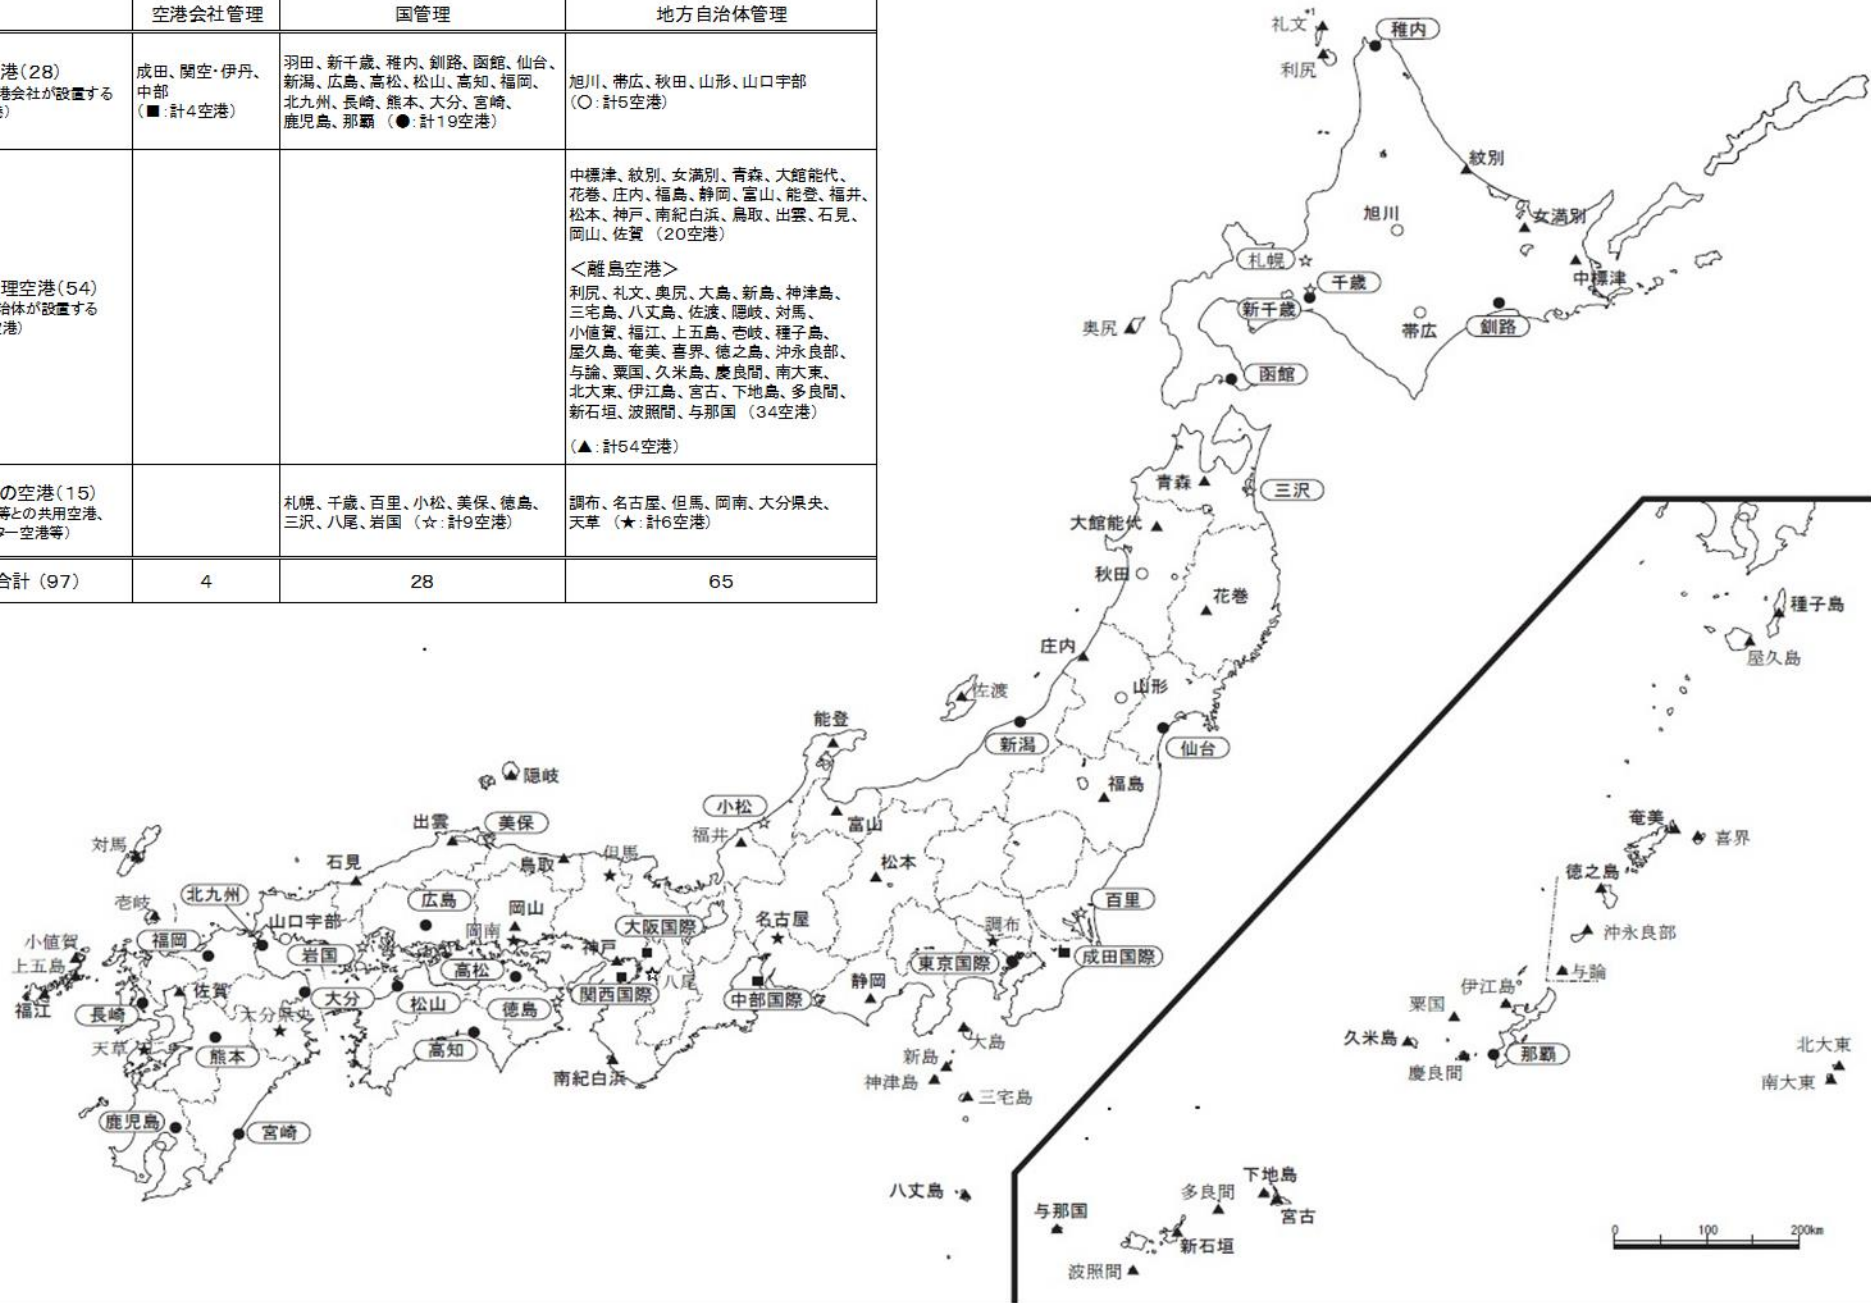 空港会社管理 国管理 地方自治体管理
港(28)
港会社が設置する
港)
成田、関空・伊丹、
中部
(■:計4空港)
羽田、新千歳、稚内、釧路、函館、仙台、
新潟、広島、高松、松山、高知、福岡、
北九州、長崎、熊本、大分、宮崎、
鹿児島、那覇 (●:計19空港)
旭川、帯広、秋田、山形、山口宇部
(○:計5空港)
理空港(54)
治体が設置する
港)
中標津、紋別、女満別、青森、大館能代、
花巻、庄内、福島、静岡、富山、能登、福井、
松本、神戸、南紀白浜、鳥取、出雲、石見、
岡山、佐賀 (20空港)
<離島空港>
利尻、礼文、奥尻、大島、新島、神津島、
三宅島、八丈島、佐渡、隠岐、対馬、
小値賀、福江、上五島、壱岐、種子島、
屋久島、奄美、喜界、徳之島、沖永良部、
与論、粟国、久米島、慶良間、南大東、
北大東、伊江島、宮古、下地島、多良間、
新石垣、波照間、与那国 (34空港)
(▲:計54空港)
の空港(15)
等との共用空港、
ター空港等)
札幌、千歳、百里、小松、美保、徳島、
三沢、八尾、岩国 (☆:計9空港)
調布、名古屋、但馬、岡南、大分県央、
天草 (★:計6空港)
合計(97) 4 28 65
礼文 *1
稚内
利尻
紋別
旭川
女満別
札幌
千歳
中標津
新千歳
奥尻
帯広
釧路
函館
青森
三沢
大館能代
秋田
花巻
庄内
佐渡
山形
能登
新潟
仙台
隠岐
福島
小松
出雲
美保
福井
富山
対馬
石見
鳥取
但馬
松本
北九州
広島
百里
壱岐
山口宇部
岡山
大阪国際
名古屋
調布
小値賀
福岡
岡南
神戸
上五島
岩国
高松
東京国際
成田国際
佐賀
大分
松山
徳島
関西国際
八尾
中部国際
静岡
福江
長崎
大分県央
天草
熊本
高知
南紀白浜
大島
新島
神津島
三宅島
鹿児島
宮崎
八丈島
種子島
屋久島
奄美
喜界
徳之島
沖永良部
与論
伊江島
粟国
久米島
慶良間
那覇
北大東
南大東
下地島
多良間
宮古
与那国
新石垣
波照間
0 100 200km